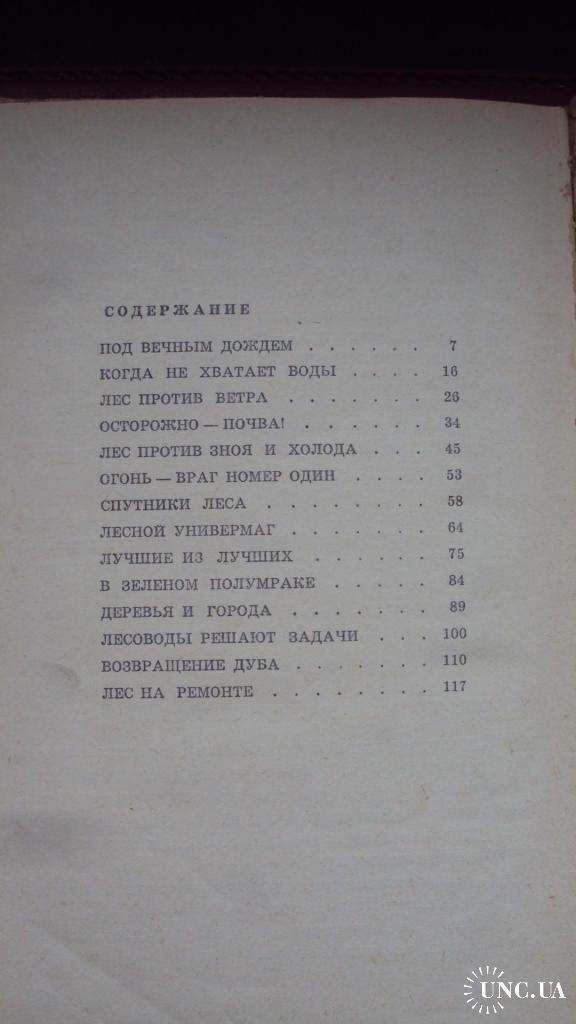 СОДЕРЖАНИЕ
ПОД ВЕЧНЫМ ДОЖДЕМ . . . . . . 7
КОГДА НЕ ХВАТАЕТ ВОДЫ . . . . 16
ЛЕС ПРОТИВ ВЕТРА . . . . . . . 26
ОСТОРОЖНО — ПОЧВА! . . . . . . 34
ЛЕС ПРОТИВ ЗНОЯ И ХОЛОДА . . . 45
ОГОНЬ — ВРАГ НОМЕР ОДИН . . . . 53
СПУТНИКИ ЛЕСА . . . . . . . . 58
ЛЕСНОЙ УНИВЕРМАГ . . . . . . . 64
ЛУЧШИЕ ИЗ ЛУЧШИХ . . . . . . 75
В ЗЕЛЕНОМ ПОЛУМРАКЕ . . . . . 84
ДЕРЕВЬЯ И ГОРОДА . . . . . . . 89
ЛЕСОВОДЫ РЕШАЮТ ЗАДАЧИ . . . 100
ВОЗВРАЩЕНИЕ ДУБА . . . . . . . 110
ЛЕС НА РЕМОНТЕ . . . . . . . . 117
UNC.UA